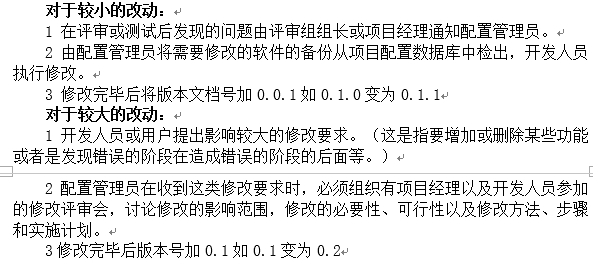 对于较小的改动：
1 在评审或测试后发现的问题由评审组组长或项目经理通知配置管理员。
2 由配置管理员将需要修改的软件的备份从项目配置数据库中检出，开发人员
执行修改。
3 修改完毕后将版本文档号加 0.0.1 如 0.1.0 变为 0.1.1
对于较大的改动：
1 开发人员或用户提出影响较大的修改要求。（这是指要增加或删除某些功能
或者是发现错误的阶段在造成错误的阶段的后面等。）
2 配置管理员在收到这类修改要求时，必须组织有项目经理以及开发人员参加
的修改评审会，讨论修改的影响范围，修改的必要性、可行性以及修改方法、步骤
和实施计划。
3 修改完毕后版本号加 0.1 如 0.1 变为 0.2